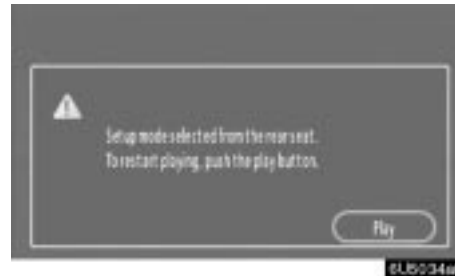 Setup mode selected from the rear seat.
To restart playing, push the play button.
Play
6U5034a